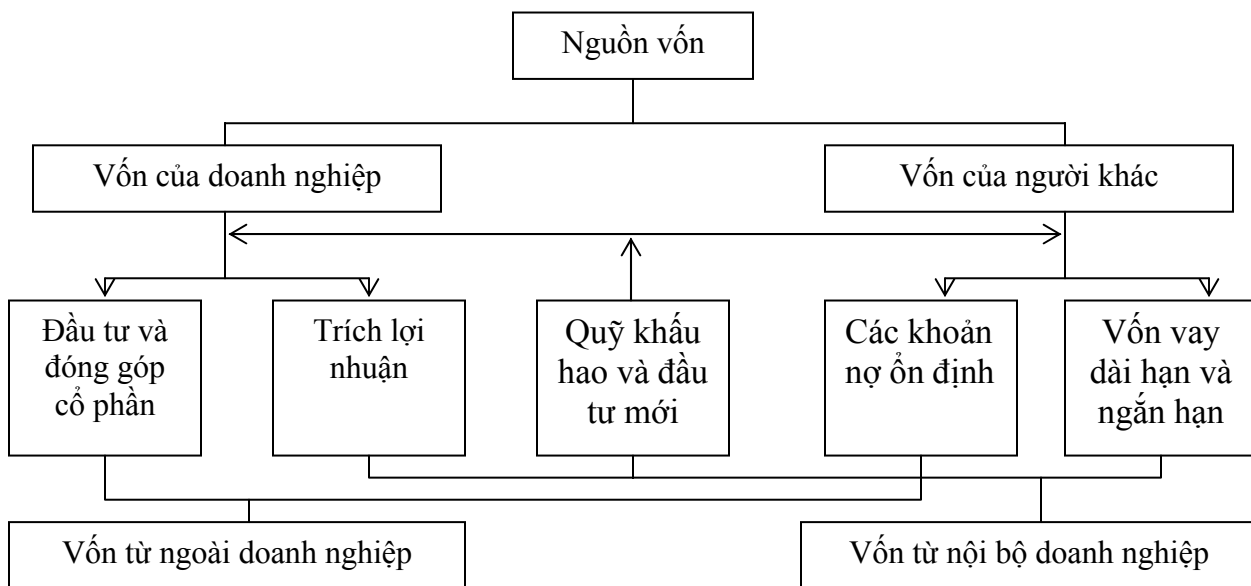 Nguồn vốn
Vốn của doanh nghiệp
Vốn của người khác
Đầu tư và
đóng góp
cổ phần
Trích lợi
nhuận
Quỹ khấu
hao và đầu
tư mới
Các khoản
nợ ổn định
Vốn vay
dài hạn và
ngắn hạn
Vốn từ ngoài doanh nghiệp
Vốn từ nội bộ doanh nghiệp